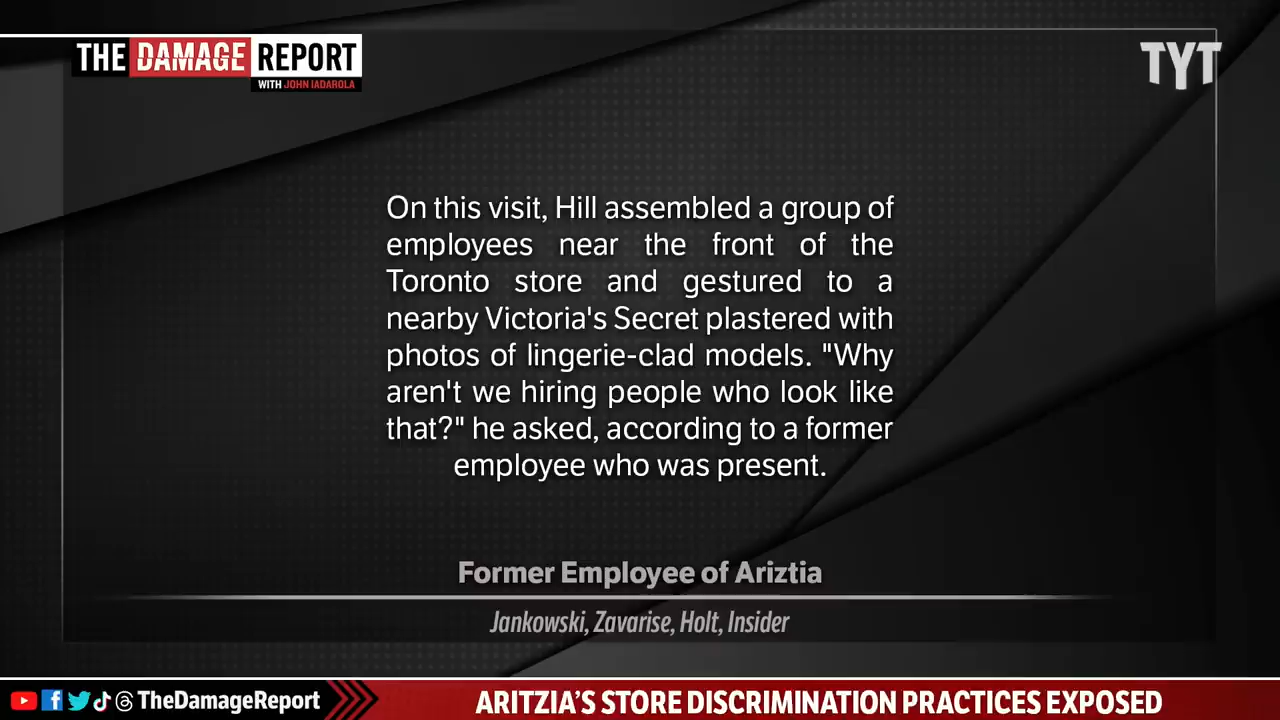 THE DAMAGE REPORT
WITH JOHN IADAROLA
TYT
On this visit, Hill assembled a group of
employees near the front of the
Toronto store and gestured to a
nearby Victoria's Secret plastered with
photos of lingerie-clad models. "Why
aren't we hiring people who look like
that?" he asked, according to a former
employee who was present.
Former Employee of Ariztia
Jankowski, Zavarise, Holt, Insider
TheDamageReport
ARITZIA'S STORE DISCRIMINATION PRACTICES EXPOSED